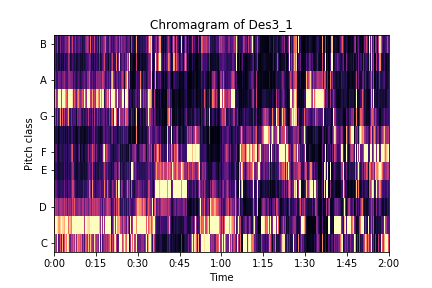 Chromagram of Des3_1
B
A
G
F
E
D
C
Pitch class
0:00 0:15 0:30 0:45 1:00 1:15 1:30 1:45 2:00
Time